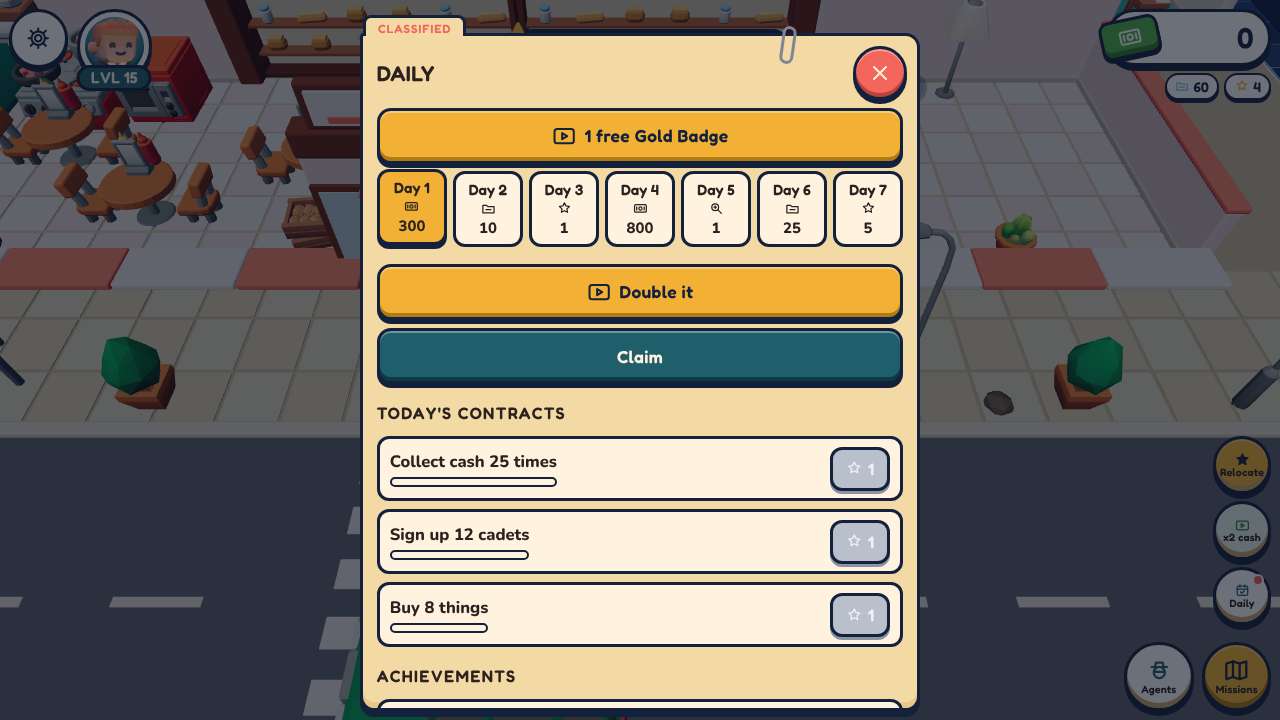 CLASSIFIED
DAILY
LVL 15
0
60
4
1 free Gold Badge
Day 1
300
Day 2
10
Day 3
1
Day 4
800
Day 5
1
Day 6
25
Day 7
5
Double it
Claim
TODAY'S CONTRACTS
Collect cash 25 times
1
Sign up 12 cadets
1
Buy 8 things
1
ACHIEVEMENTS
Relocate
x2 cash
Daily
Agents
Missions